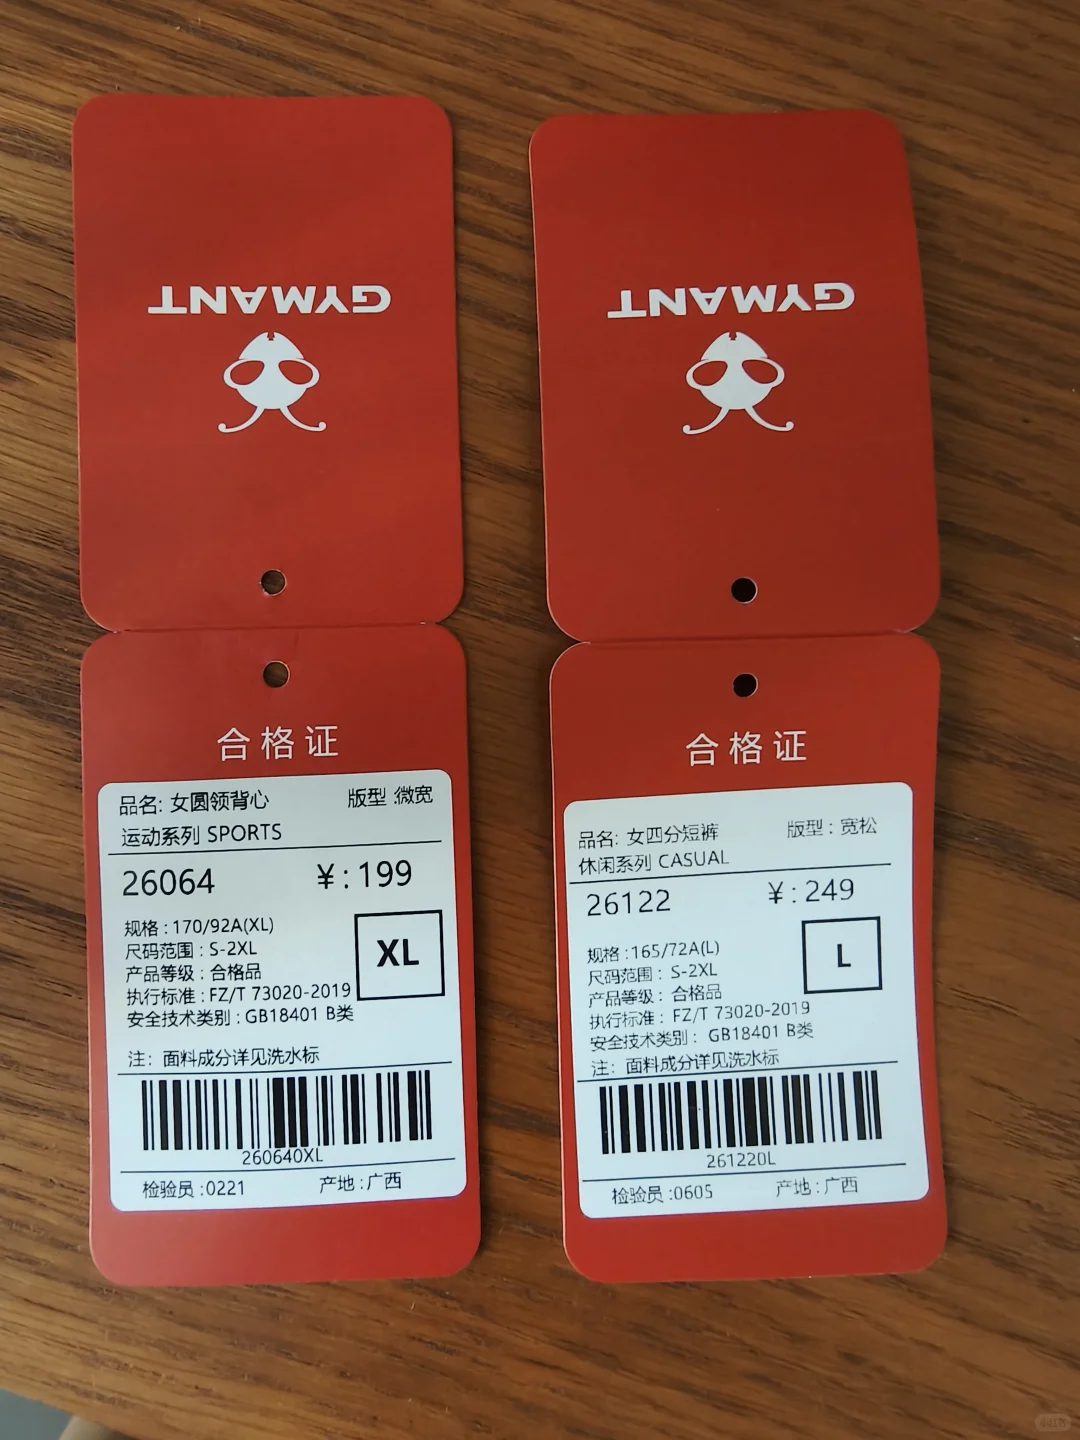 GYMANT
合格证
品名: 女圆领背心 版型 :微宽
运动系列 SPORTS
26064 ¥: 199
规格 : 170/92A(XL)
尺码范围 : S-2XL
产品等级 : 合格品
执行标准 : FZ/T 73020-2019
安全技术类别 : GB18401 B类
XL
注: 面料成分详见洗水标
260640XL
检验员 :0221 产地 : 广西
GYMANT
合格证
品名: 女四分短裤 版型 : 宽松
休闲系列 CASUAL
26122 ¥: 249
规格 : 165/72A(L)
尺码范围 : S-2XL
产品等级 : 合格品
执行标准 : FZ/T 73020-2019
安全技术类别 : GB18401 B类
L
注: 面料成分详见洗水标
261220L
检验员 :0605 产地 : 广西
小红书